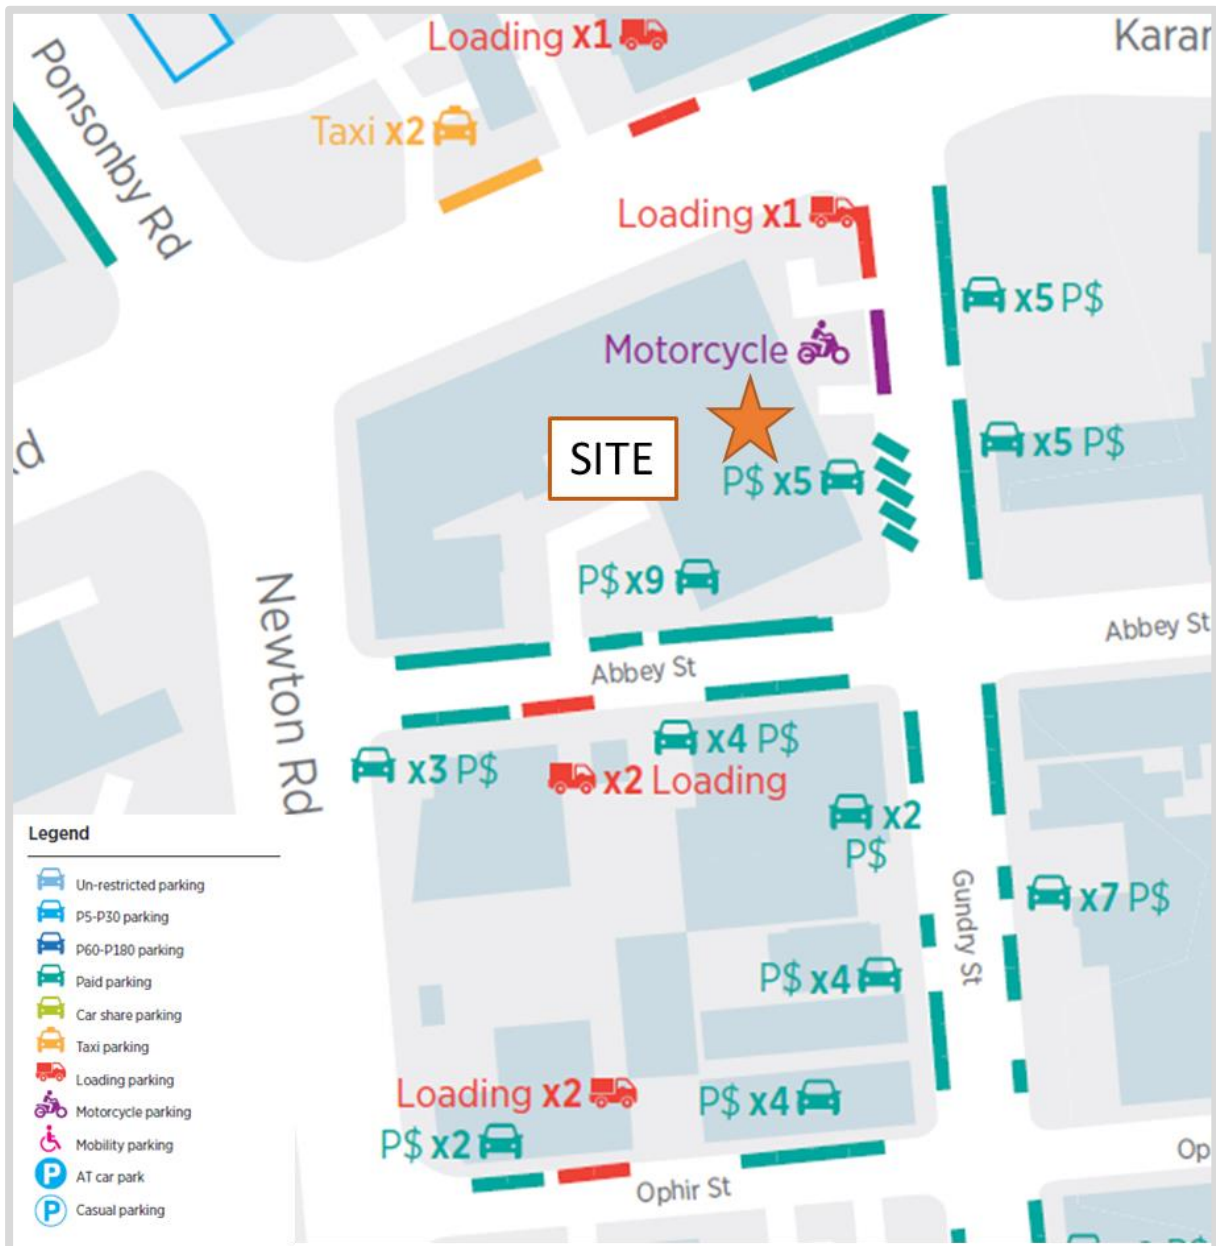 Loading x1
Karan
Ponsonby Rd
Taxi x2
Loading x1
x5 P$
Motorcycle
d
x5 P$
SITE
P$ x5
P$ x9
Newton Rd
Abbey St
Abbey St
x4 P$
x3 P$
x2 Loading
x2
P$
Gundry St
x7 P$
P$ x4
Loading x2
P$ x4
P$ x2
Op
Ophir St
Legend
Un-restricted parking
P5-P30 parking
P60-P180 parking
Paid parking
Car share parking
Taxi parking
Loading parking
Motorcycle parking
Mobility parking
P AT car park
P Casual parking